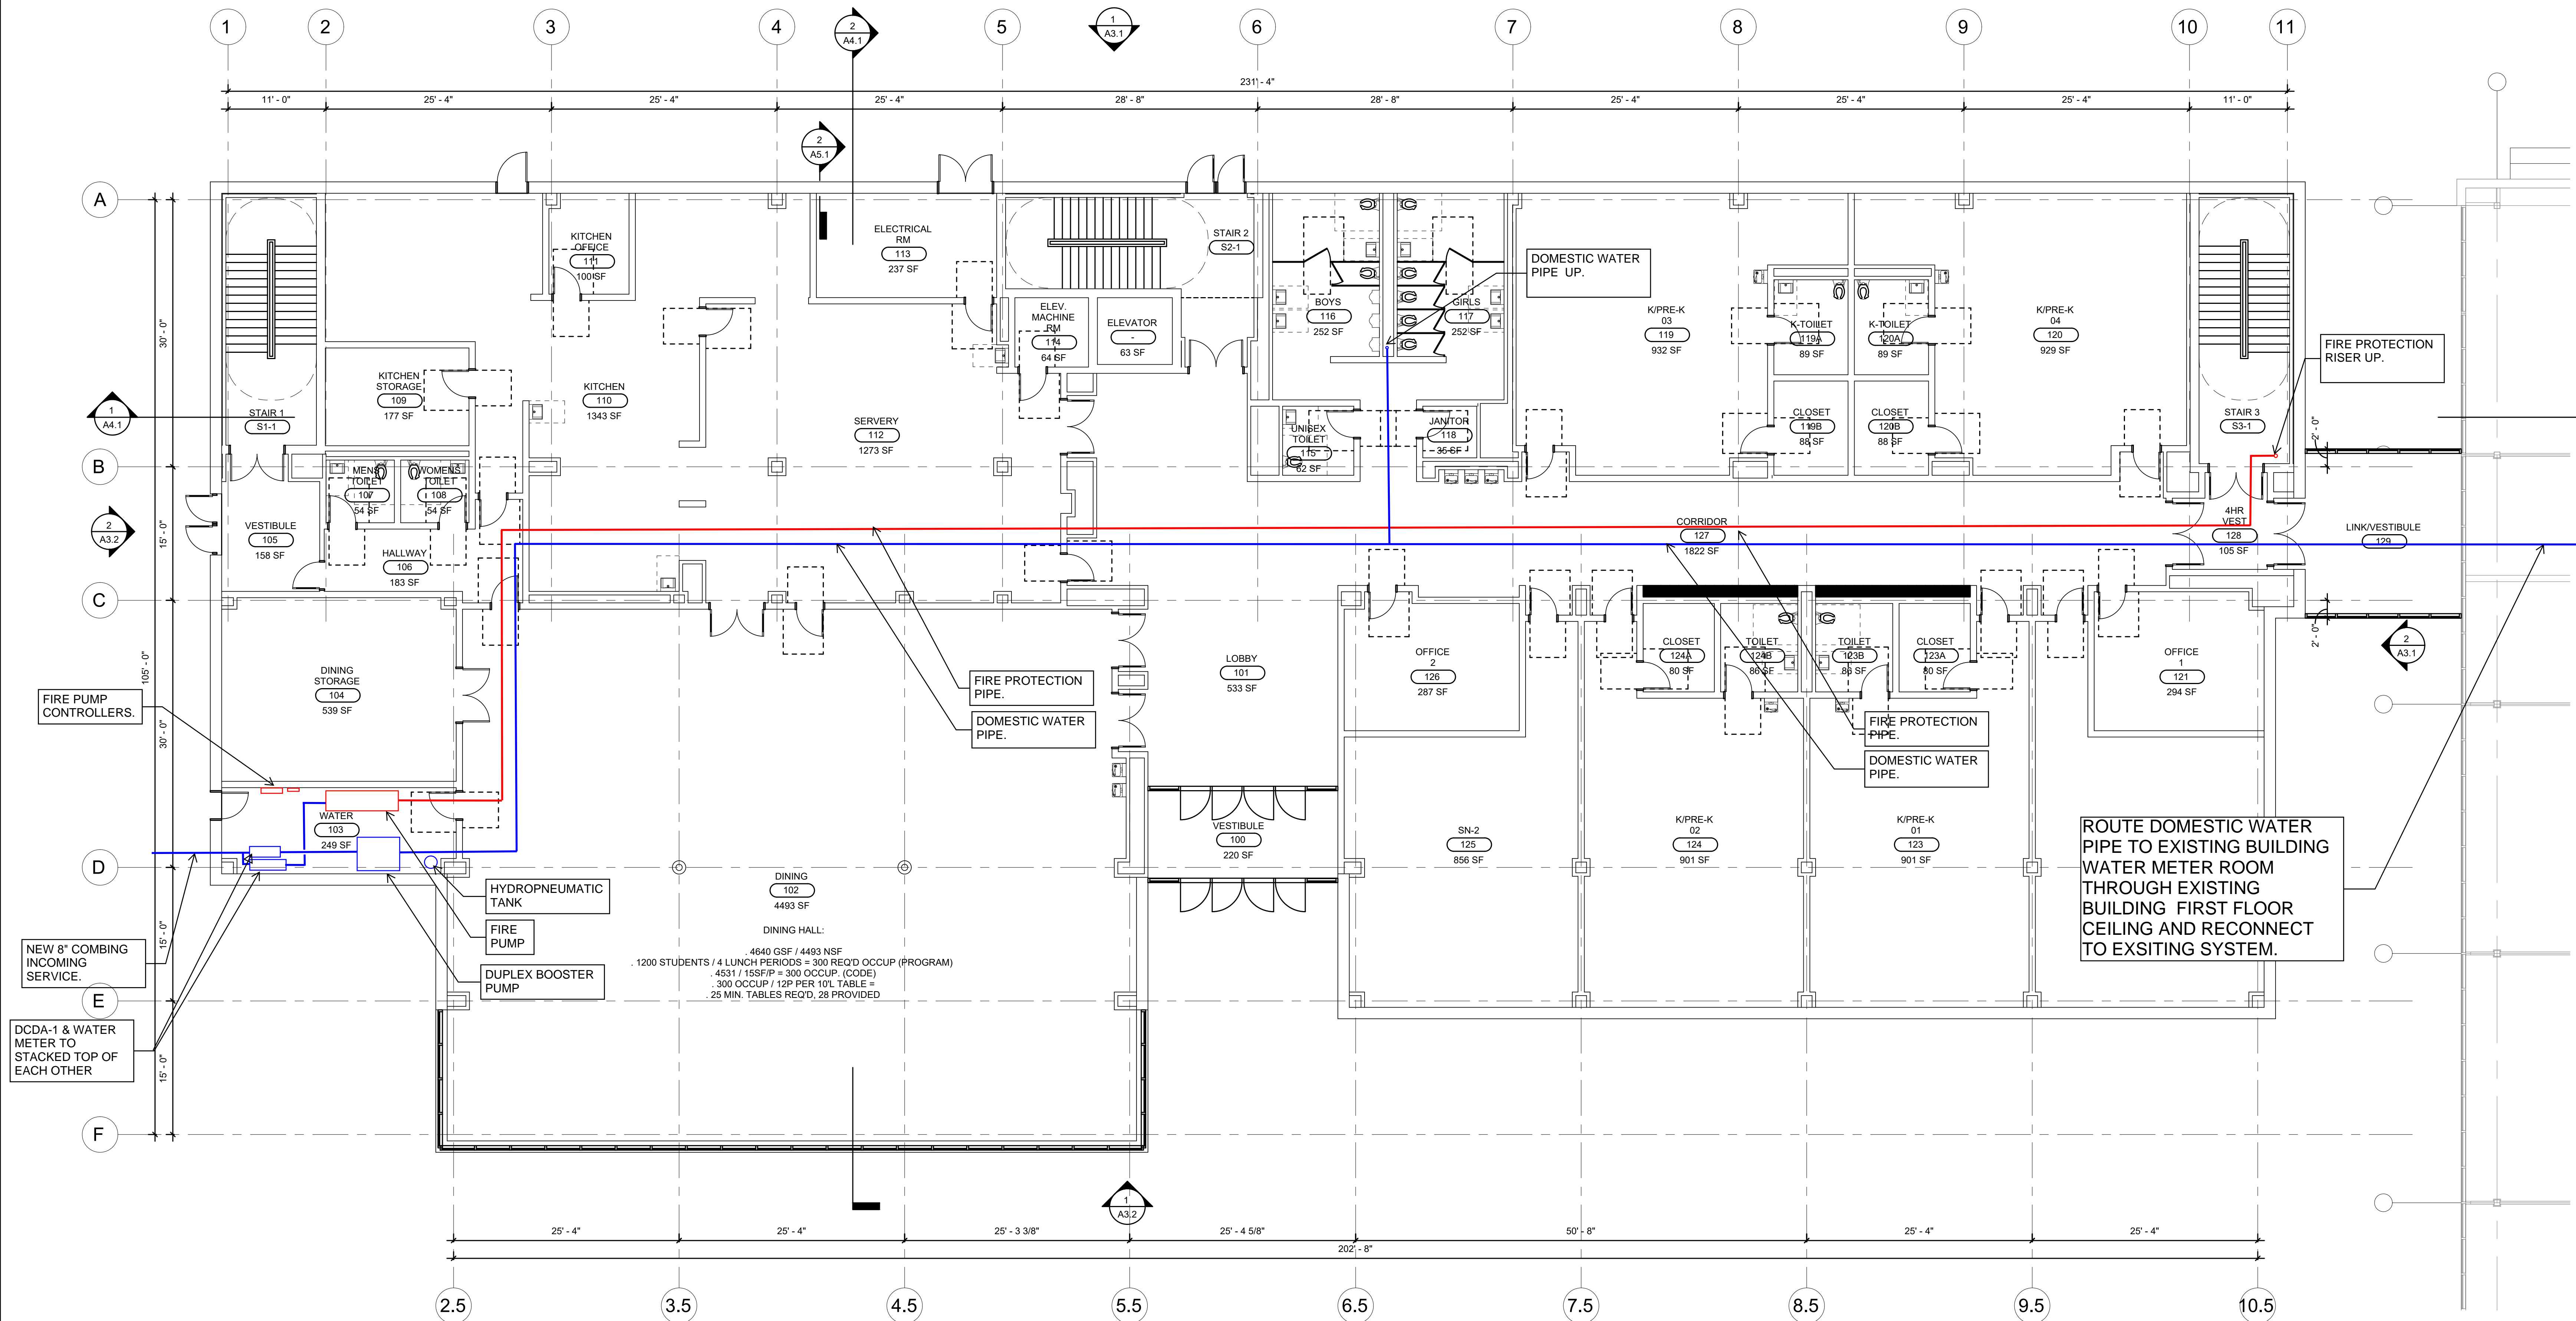 1
2
3
4
5
6
7
8
9
10
11
2
A4.1
1
A3.1
231' - 4"
11' - 0"
25' - 4"
25' - 4"
25' - 4"
28' - 8"
28' - 8"
25' - 4"
25' - 4"
25' - 4"
11' - 0"
2
A5.1
A
B
C
D
E
F
30' - 0"
15' - 0"
105' - 0"
30' - 0"
15' - 0"
15' - 0"
1
A4.1
2
A3.2
STAIR 1
S1-1
KITCHEN
OFFICE
111
100 SF
KITCHEN
STORAGE
109
177 SF
KITCHEN
110
1343 SF
ELECTRICAL
RM
113
237 SF
SERVERY
112
1273 SF
STAIR 2
S2-1
ELEV.
MACHINE
RM
114
64 SF
ELEVATOR
-
63 SF
BOYS
116
252 SF
GIRLS
117
252 SF
DOMESTIC WATER
PIPE UP.
UNISEX
TOILET
115
62 SF
JANITOR
118
35 SF
K/PRE-K
03
119
932 SF
K-TOILET
119A
89 SF
K-TOILET
120A
89 SF
CLOSET
119B
88 SF
CLOSET
120B
88 SF
K/PRE-K
04
120
929 SF
STAIR 3
S3-1
FIRE PROTECTION
RISER UP.
2' - 0"
MENS
TOILET
107
54 SF
WOMENS
TOILET
108
54 SF
VESTIBULE
105
158 SF
HALLWAY
106
183 SF
CORRIDOR
127
1822 SF
4HR
VEST
128
105 SF
LINK/VESTIBULE
129
2' - 0"
2
A3.1
DINING
STORAGE
104
539 SF
FIRE PUMP
CONTROLLERS.
WATER
103
249 SF
FIRE PROTECTION
PIPE.
DOMESTIC WATER
PIPE.
LOBBY
101
533 SF
OFFICE
2
126
287 SF
CLOSET
124A
80 SF
TOILET
124B
86 SF
TOILET
123B
86 SF
CLOSET
123A
80 SF
OFFICE
1
121
294 SF
FIRE PROTECTION
PIPE.
DOMESTIC WATER
PIPE.
VESTIBULE
100
220 SF
SN-2
125
856 SF
K/PRE-K
02
124
901 SF
K/PRE-K
01
123
901 SF
ROUTE DOMESTIC WATER
PIPE TO EXISTING BUILDING
WATER METER ROOM
THROUGH EXISTING
BUILDING FIRST FLOOR
CEILING AND RECONNECT
TO EXSITING SYSTEM.
HYDROPNEUMATIC
TANK
FIRE
PUMP
DUPLEX BOOSTER
PUMP
NEW 8" COMBING
INCOMING
SERVICE.
DCDA-1 & WATER
METER TO
STACKED TOP OF
EACH OTHER
DINING
102
4493 SF
DINING HALL:
. 4640 GSF / 4493 NSF
. 1200 STUDENTS / 4 LUNCH PERIODS = 300 REQ'D OCCUP (PROGRAM)
. 4531 / 15SF/P = 300 OCCUP. (CODE)
. 300 OCCUP / 12P PER 10'L TABLE =
. 25 MIN. TABLES REQ'D, 28 PROVIDED
1
A3.2
25' - 4"
25' - 4"
25' - 3 3/8"
25' - 4 5/8"
50' - 8"
25' - 4"
25' - 4"
202' - 8"
2.5
3.5
4.5
5.5
6.5
7.5
8.5
9.5
10.5